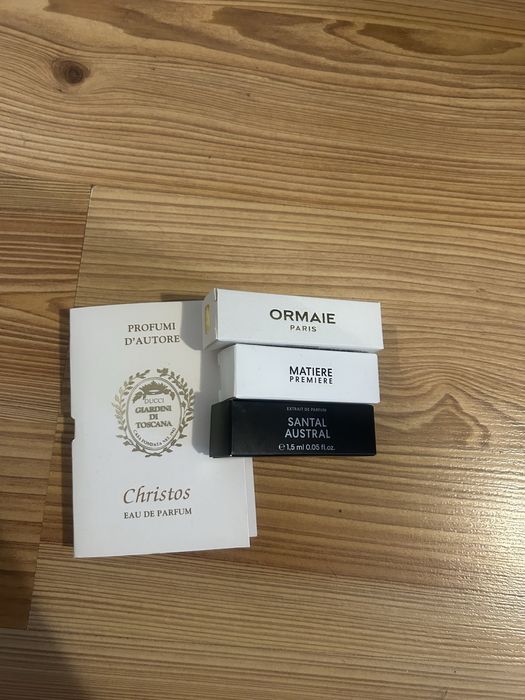 PROFUMI
D'AUTORE
DUCCI
GIARDINI
DI
TOSCANA
Christos
EAU DE PARFUM
ORMAIE
PARIS
MATIERE
PREMIERE
EXTRAIT DE PARFUM
SANTAL
AUSTRAL
℮ 1,5 ml 0.05 fl.oz.